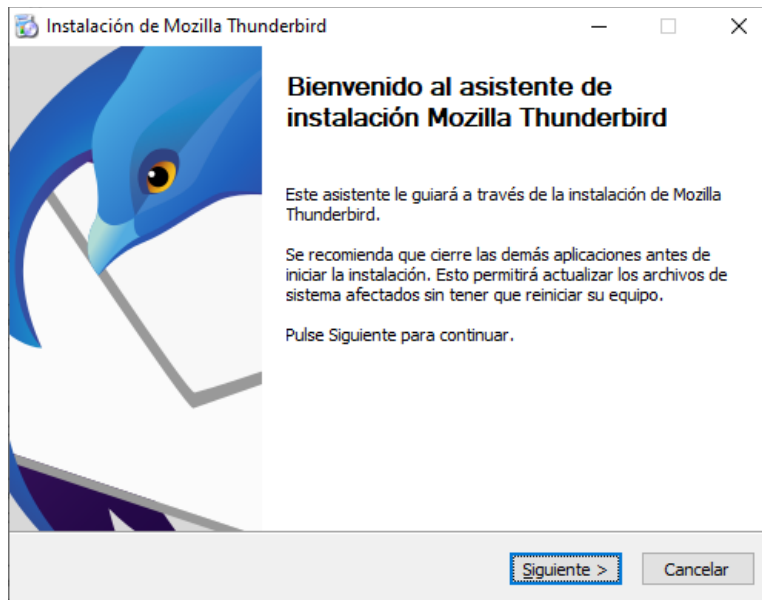 Instalación de Mozilla Thunderbird
Bienvenido al asistente de
instalación Mozilla Thunderbird
Este asistente le guiará a través de la instalación de Mozilla
Thunderbird.
Se recomienda que cierre las demás aplicaciones antes de
iniciar la instalación. Esto permitirá actualizar los archivos de
sistema afectados sin tener que reiniciar su equipo.
Pulse Siguiente para continuar.
Siguiente >
Cancelar